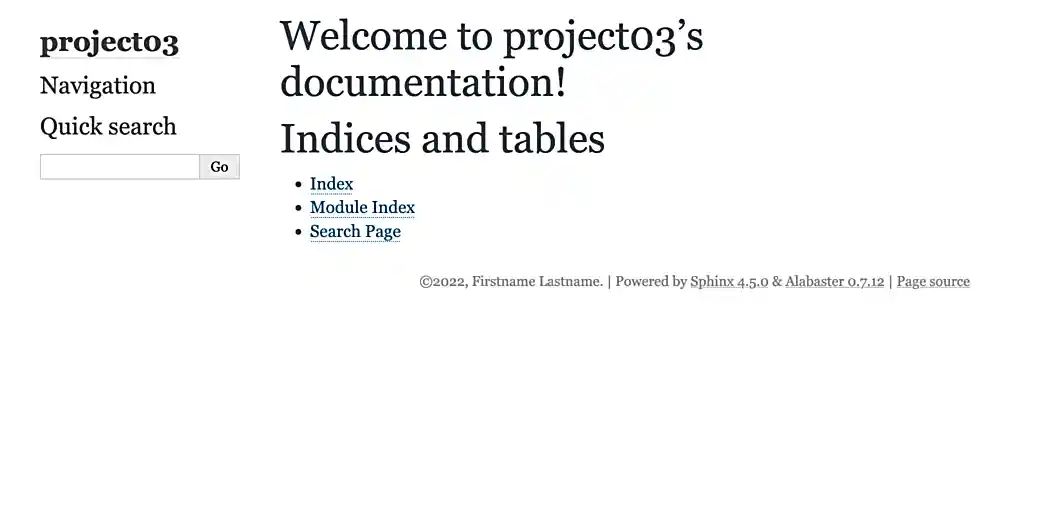 project03
Navigation
Quick search
Go
Welcome to project03’s
documentation!
Indices and tables
Index
Module Index
Search Page
©2022, Firstname Lastname. | Powered by Sphinx 4.5.0 & Alabaster 0.7.12 | Page source